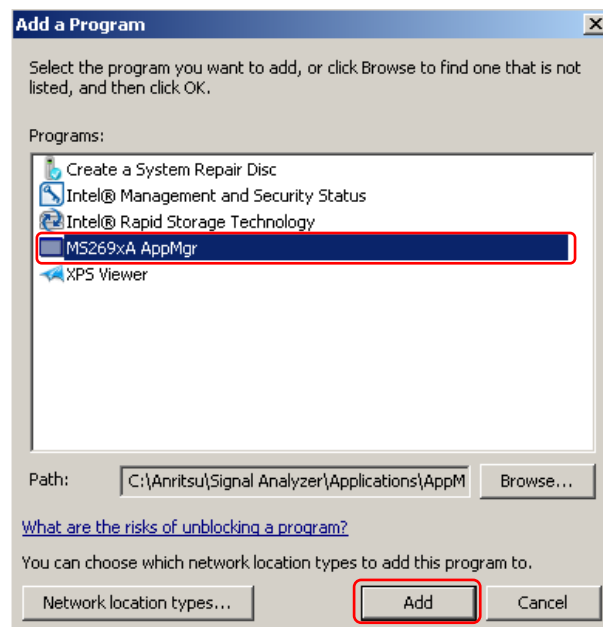 Add a Program
Select the program you want to add, or click Browse to find one that is not
listed, and then click OK.
Programs:
Create a System Repair Disc
Intel® Management and Security Status
Intel® Rapid Storage Technology
MS269xA AppMgr
XPS Viewer
Path: C:\Anritsu\Signal Analyzer\Applications\AppM Browse...
What are the risks of unblocking a program?
You can choose which network location types to add this program to.
Network location types... Add Cancel